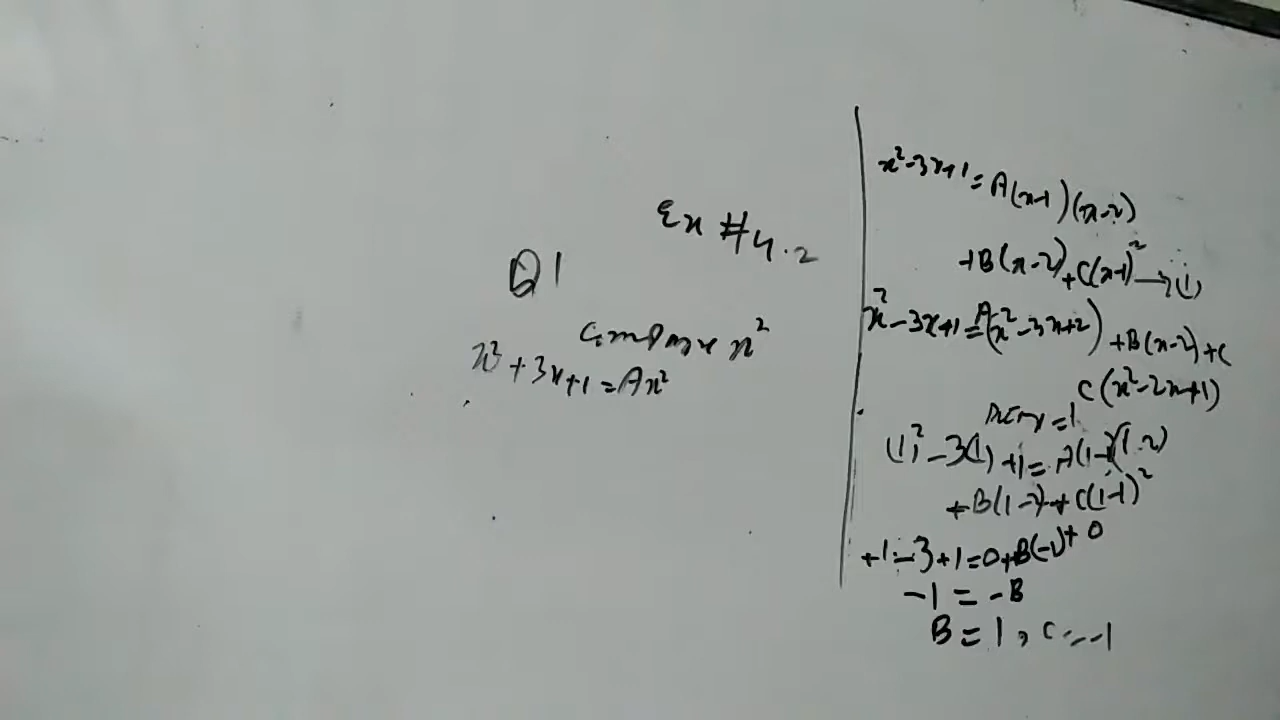 Ex #4.2
Q1
Compare x²
x² + 3x+1 = Ax²
x²-3x+1 = A(x-1)(x-2)
+B(x-2)+C(x-1)² →(1)
x²-3x+1 = A(x²-3x+2) +B(x-2)+C
C(x²-2x+1)
x = 1
(1)²-3(1)+1 = A(1-1)(1-2)
+B(1-2)+C(1-1)²
+1-3+1=0+B(-1)+0
-1 = -B
B = 1, C = -1